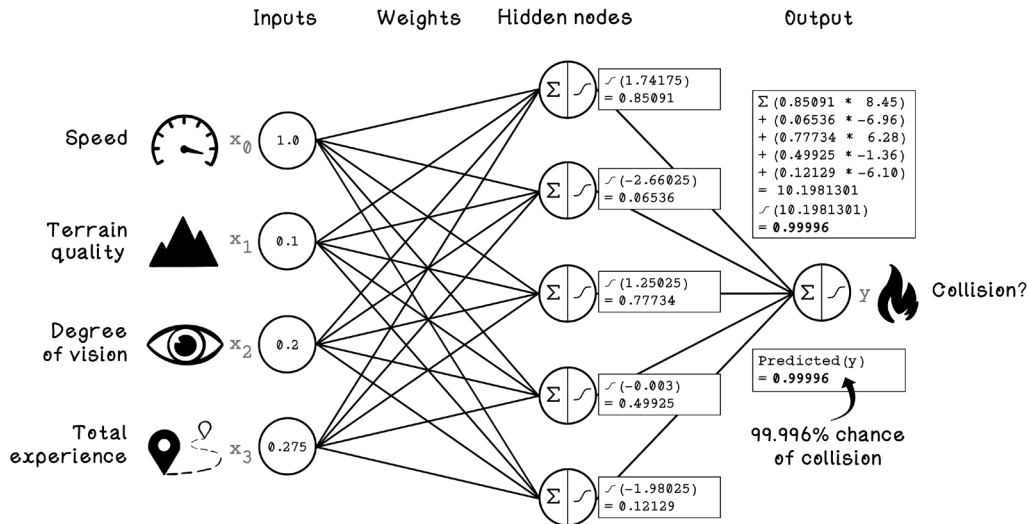 Inputs
Weights
Hidden nodes
Output
Speed
x0
1.0
Terrain
quality
x1
0.1
Degree
of vision
x2
0.2
Total
experience
x3
0.275
Σ
⌠(1.74175)
= 0.85091
Σ
⌠(-2.66025)
= 0.06536
Σ
⌠(1.25025)
= 0.77734
Σ
⌠(-0.003)
= 0.49925
Σ
⌠(-1.98025)
= 0.12129
Σ (0.85091 * 8.45)
+ (0.06536 * -6.96)
+ (0.77734 * 6.28)
+ (0.49925 * -1.36)
+ (0.12129 * -6.10)
= 10.1981301
⌠(10.1981301)
= 0.99996
Σ
y
Collision?
Predicted(y)
= 0.99996
99.996% chance
of collision